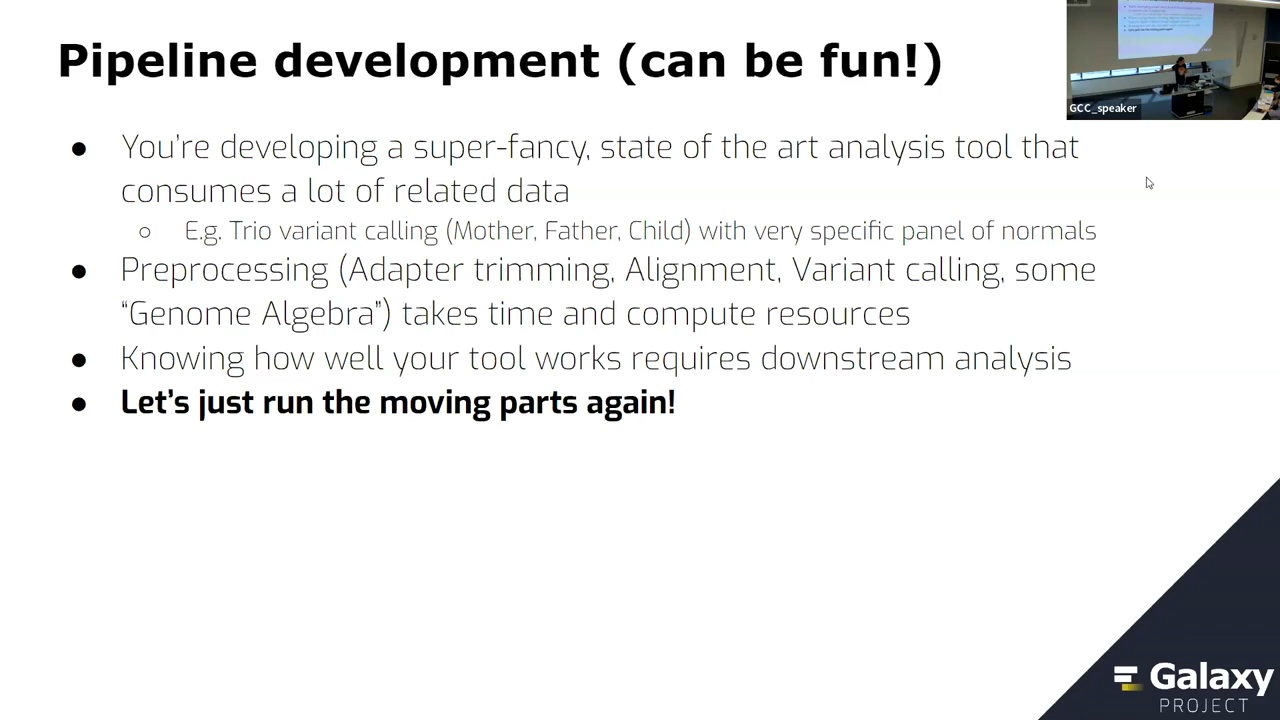 Pipeline development (can be fun!)
GCC_speaker
● You're developing a super-fancy, state of the art analysis tool that
consumes a lot of related data
○ E.g. Trio variant calling (Mother, Father, Child) with very specific panel of normals
● Preprocessing (Adapter trimming, Alignment, Variant calling, some
“Genome Algebra”) takes time and compute resources
● Knowing how well your tool works requires downstream analysis
● Let's just run the moving parts again!
Galaxy
PROJECT